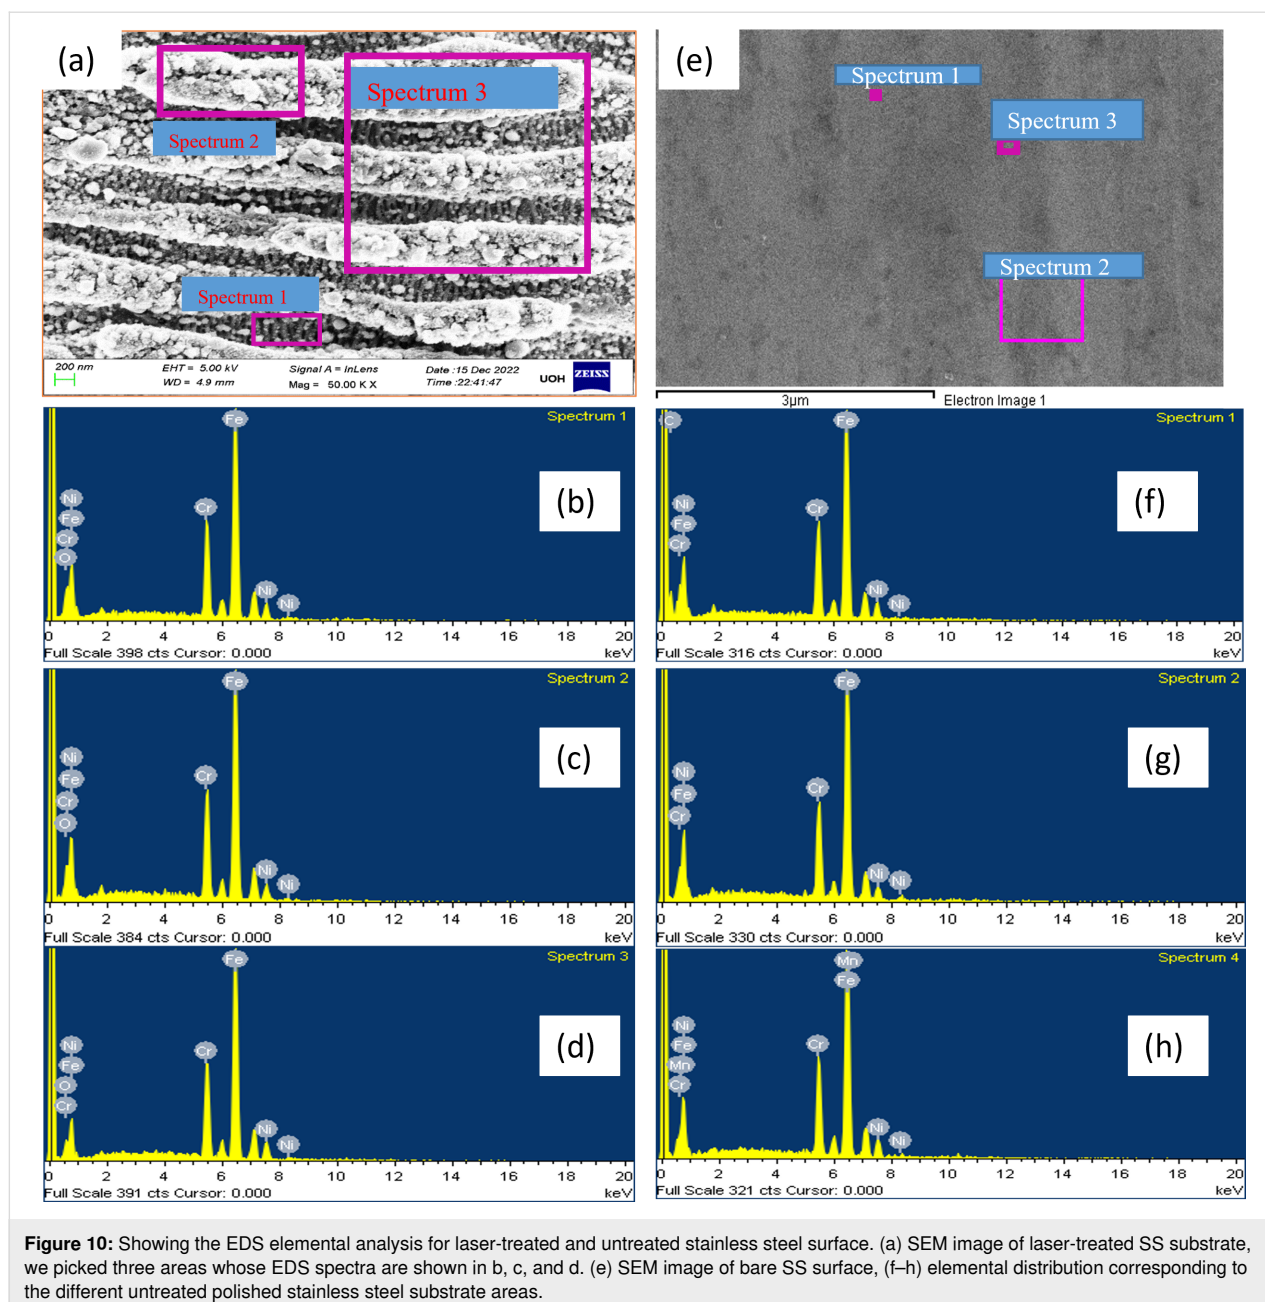 (a)
Spectrum 3
Spectrum 2
Spectrum 1
200 nm
EHT = 5.00 kV
WD = 4.9 mm
Signal A = InLens
Mag = 50.00 K X
Date :15 Dec 2022
Time :22:41:47
UOH
ZEISS
(e)
Spectrum 1
Spectrum 3
Spectrum 2
3µm
Electron Image 1
Spectrum 1
(b)
Fe
Cr
Ni
Fe
Cr
O
Ni
Ni
0 2 4 6 8 10 12 14 16 18 20
Full Scale 398 cts Cursor: 0.000
keV
Spectrum 1
(f)
C
Fe
Cr
Ni
Fe
Cr
Ni
Ni
0 2 4 6 8 10 12 14 16 18 20
Full Scale 316 cts Cursor: 0.000
keV
Spectrum 2
(c)
Fe
Cr
Ni
Fe
Cr
O
Ni
Ni
0 2 4 6 8 10 12 14 16 18 20
Full Scale 384 cts Cursor: 0.000
keV
Spectrum 2
(g)
Fe
Cr
Ni
Fe
Cr
Ni
Ni
0 2 4 6 8 10 12 14 16 18 20
Full Scale 330 cts Cursor: 0.000
keV
Spectrum 3
(d)
Fe
Cr
Ni
Fe
O
Cr
Ni
Ni
0 2 4 6 8 10 12 14 16 18 20
Full Scale 391 cts Cursor: 0.000
keV
Spectrum 4
(h)
Mn
Fe
Cr
Ni
Fe
Mn
Cr
Ni
Ni
0 2 4 6 8 10 12 14 16 18 20
Full Scale 321 cts Cursor: 0.000
keV
Figure 10: Showing the EDS elemental analysis for laser-treated and untreated stainless steel surface. (a) SEM image of laser-treated SS substrate,
we picked three areas whose EDS spectra are shown in b, c, and d. (e) SEM image of bare SS surface, (f–h) elemental distribution corresponding to
the different untreated polished stainless steel substrate areas.